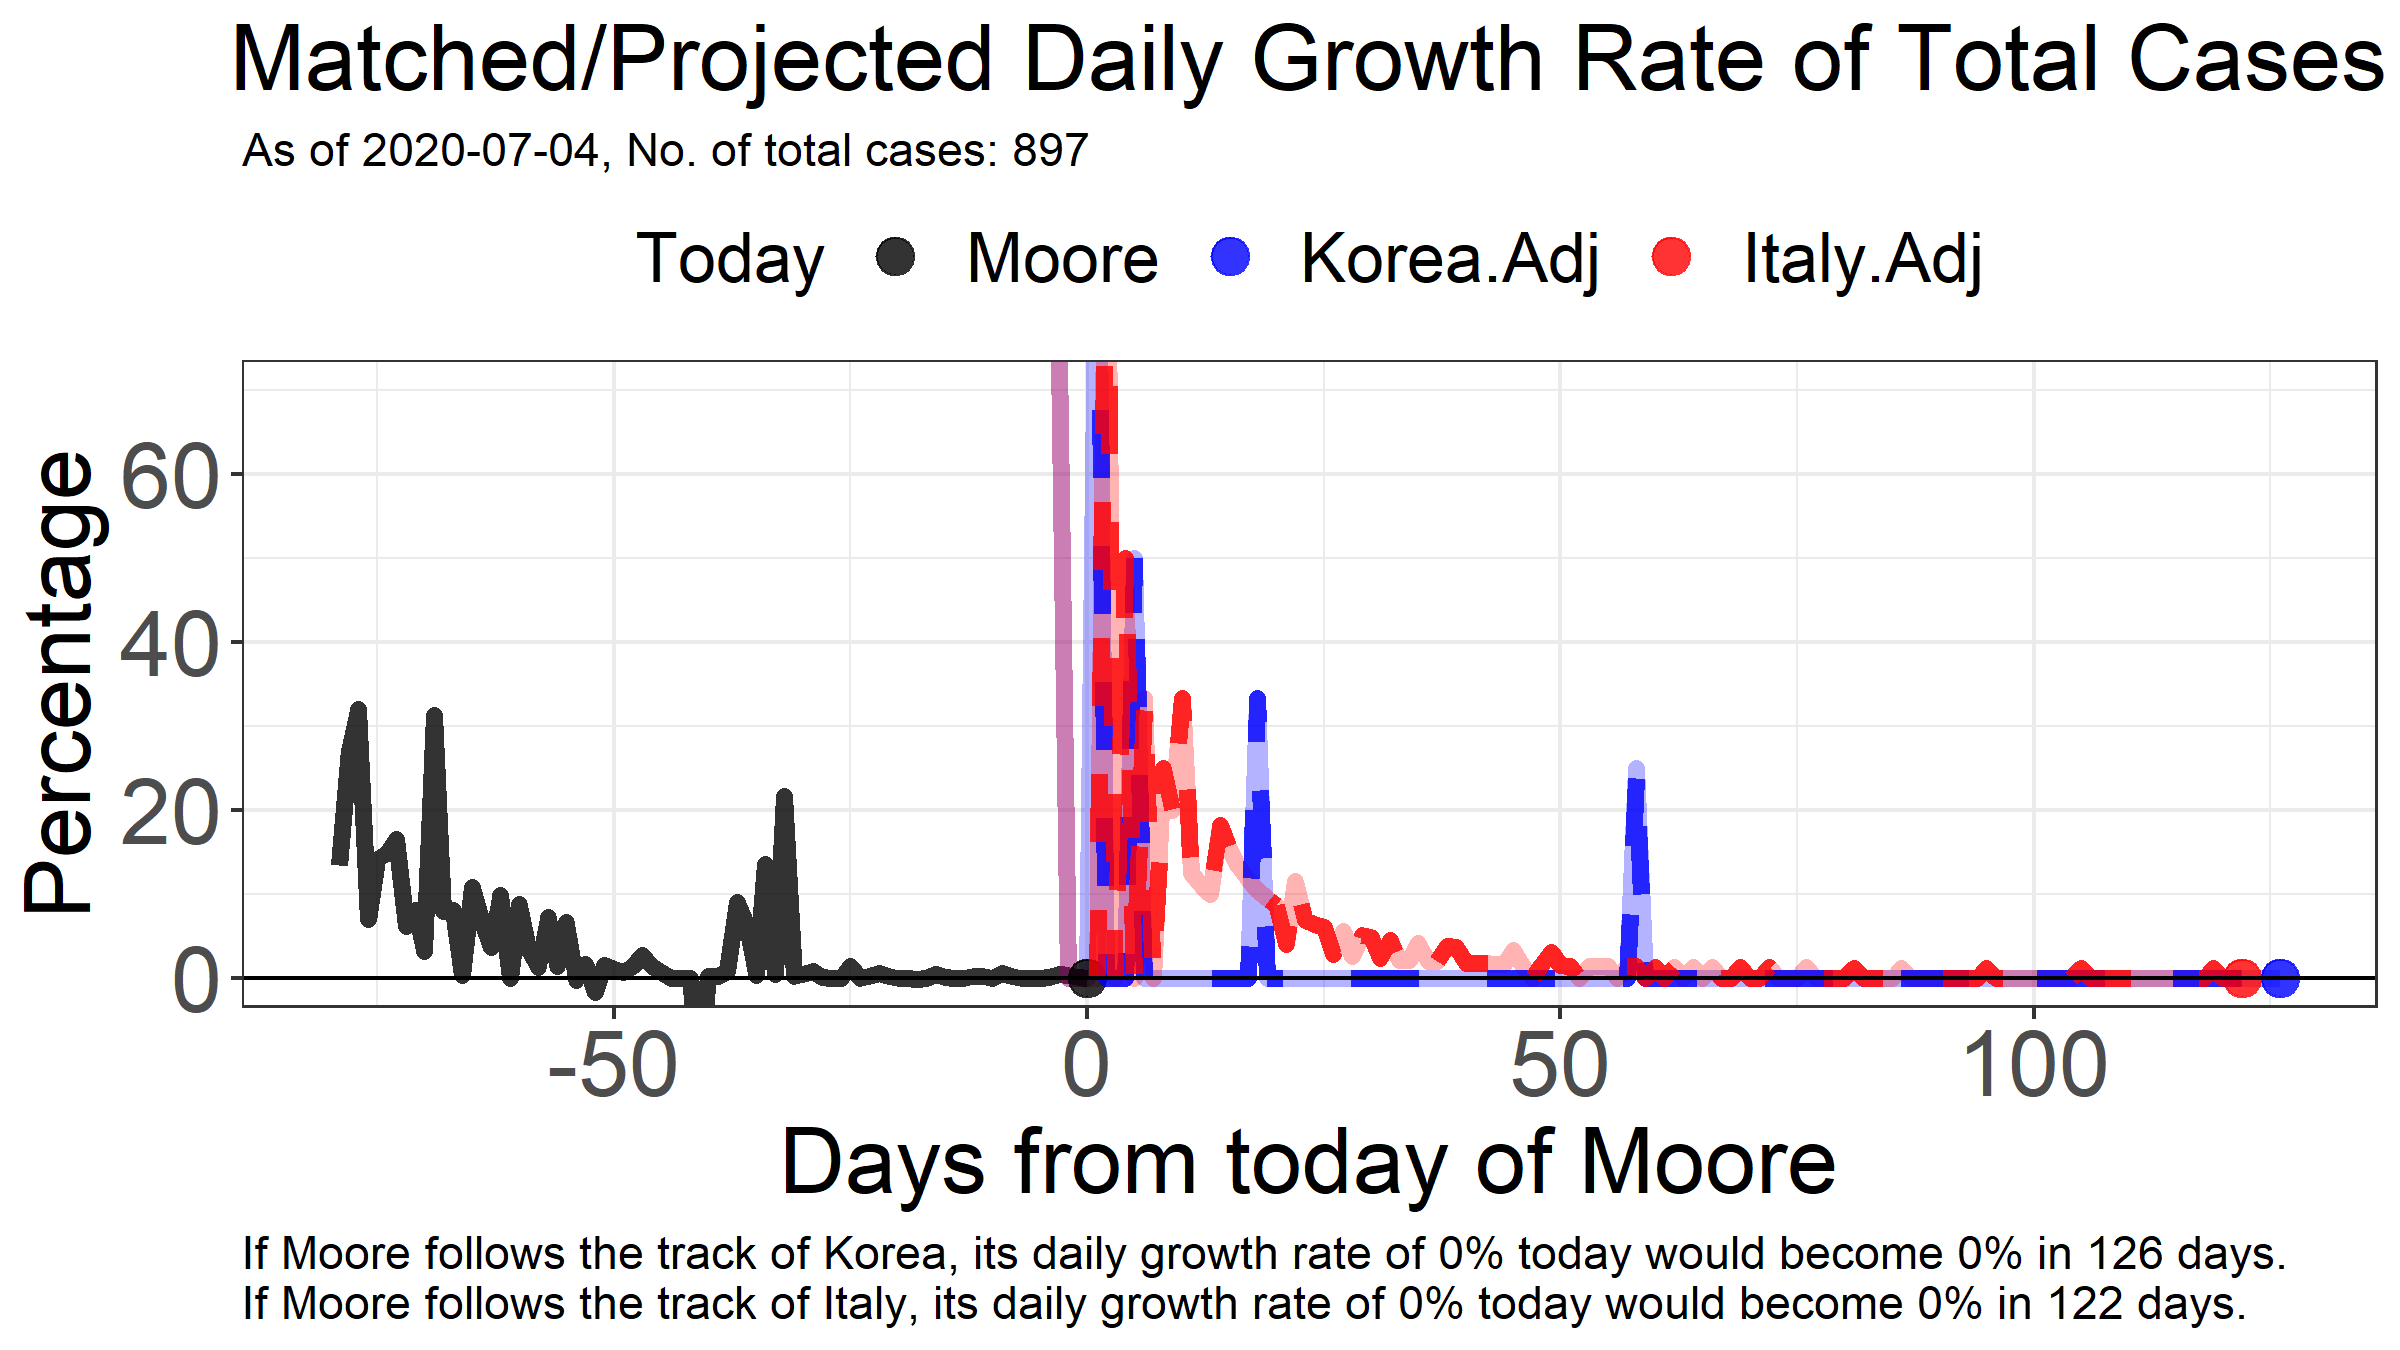 Matched/Projected Daily Growth Rate of Total Cases
As of 2020-07-04, No. of total cases: 897
Today Moore Korea.Adj Italy.Adj
Percentage
60
40
20
0
-50 0 50 100
Days from today of Moore
If Moore follows the track of Korea, its daily growth rate of 0% today would become 0% in 126 days.
If Moore follows the track of Italy, its daily growth rate of 0% today would become 0% in 122 days.